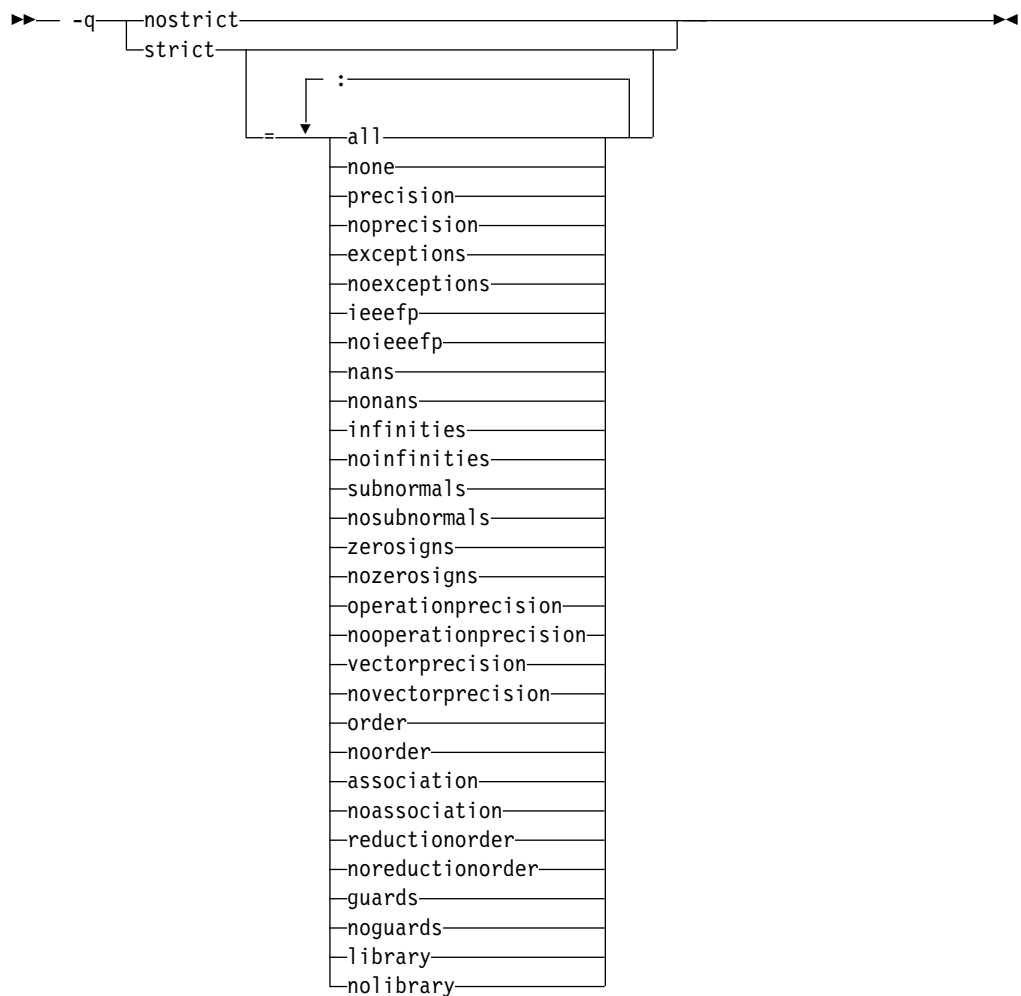 -q nostrict
strict
:
= all
none
precision
noprecision
exceptions
noexceptions
ieeefp
noieeefp
nans
nonans
infinities
noinfinities
subnormals
nosubnormals
zerosigns
nozerosigns
operationprecision
nooperationprecision
vectorprecision
novectorprecision
order
noorder
association
noassociation
reductionorder
noreductionorder
guards
noguards
library
nolibrary